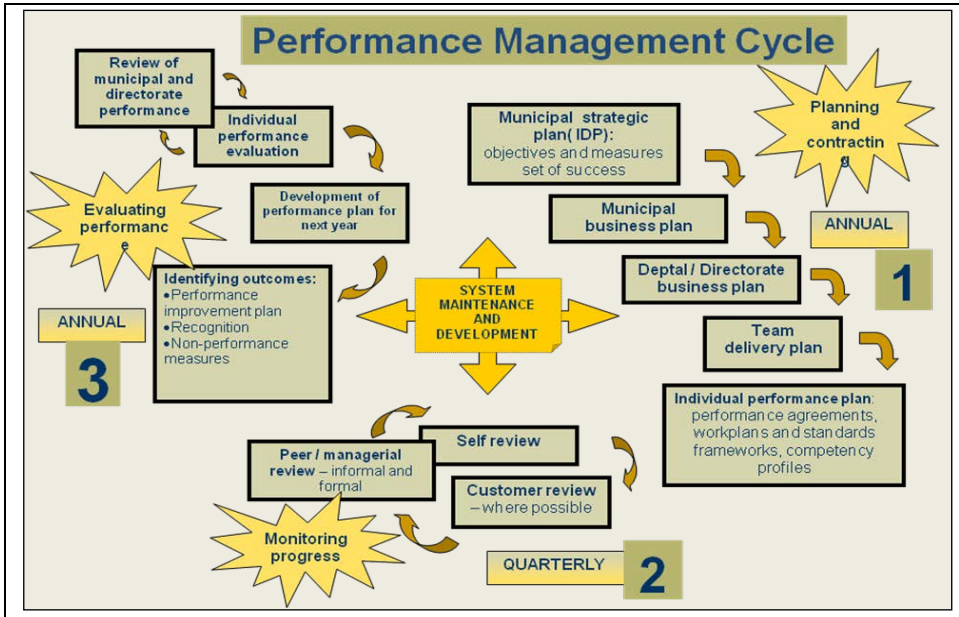 Performance Management Cycle
Review of
municipal and
directorate
performance
Individual
performance
evaluation
Development of
performance plan for
next year
Evaluating
performanc
e
Identifying outcomes:
•Performance
improvement plan
•Recognition
•Non-performance
measures
ANNUAL
3
Municipal strategic
plan( IDP):
objectives and measures
set of success
Planning
and
contractin
g
Municipal
business plan
ANNUAL
1
Deptal / Directorate
business plan
Team
delivery plan
Individual performance plan:
performance agreements,
workplans and standards
frameworks, competency
profiles
SYSTEM
MAINTENANCE
AND
DEVELOPMENT
Self review
Peer / managerial
review – informal and
formal
Customer review
– where possible
Monitoring
progress
QUARTERLY
2